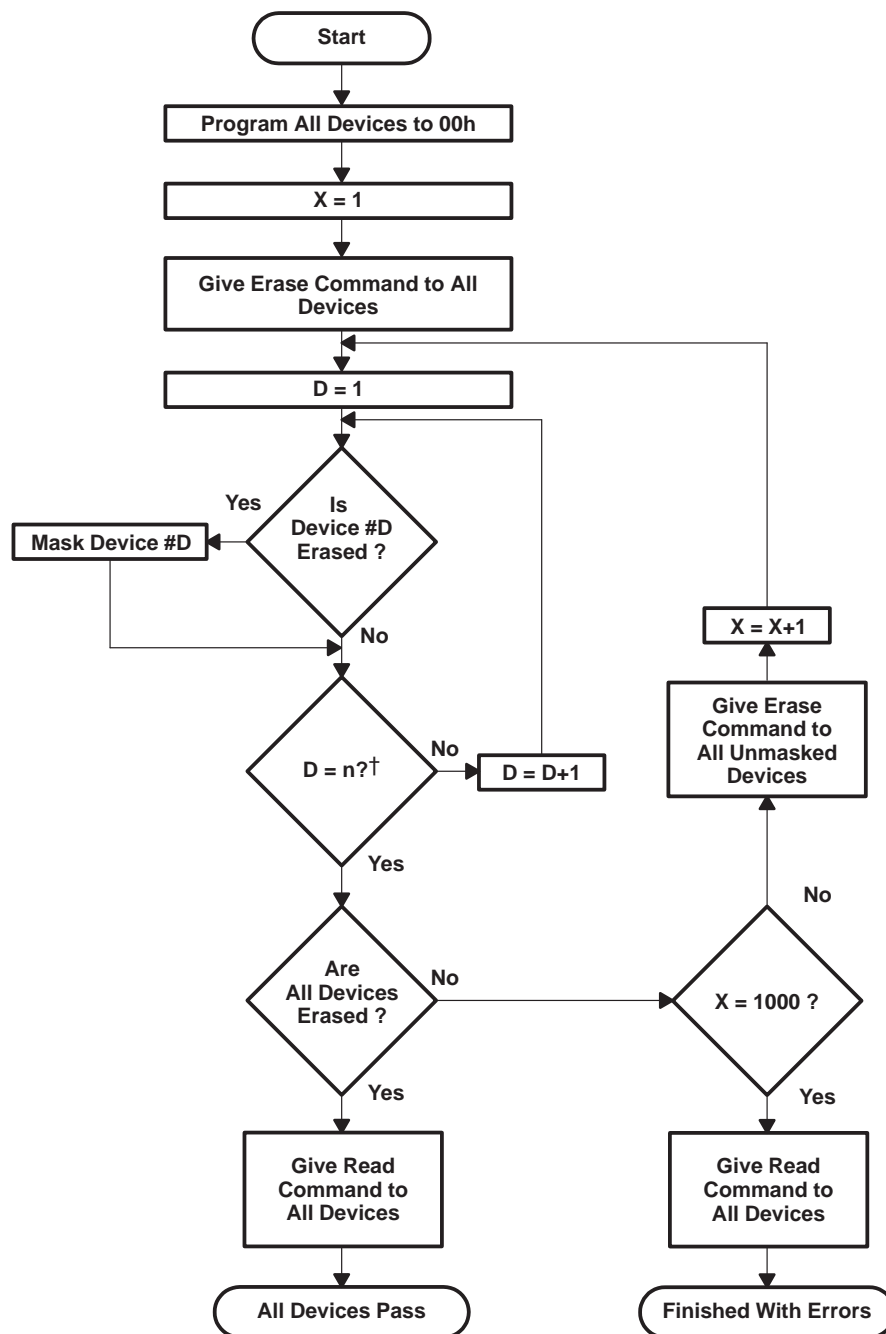 Start
Program All Devices to 00h
X = 1
Give Erase Command to All
Devices
D = 1
Yes
Is
Device #D
Erased ?
Mask Device #D
No
X = X+1
Give Erase
Command to
All Unmasked
Devices
D = n?†
No
D = D+1
Yes
No
Are
All Devices
Erased ?
No
X = 1000 ?
Yes
Yes
Give Read
Command to
All Devices
Give Read
Command to
All Devices
All Devices Pass
Finished With Errors